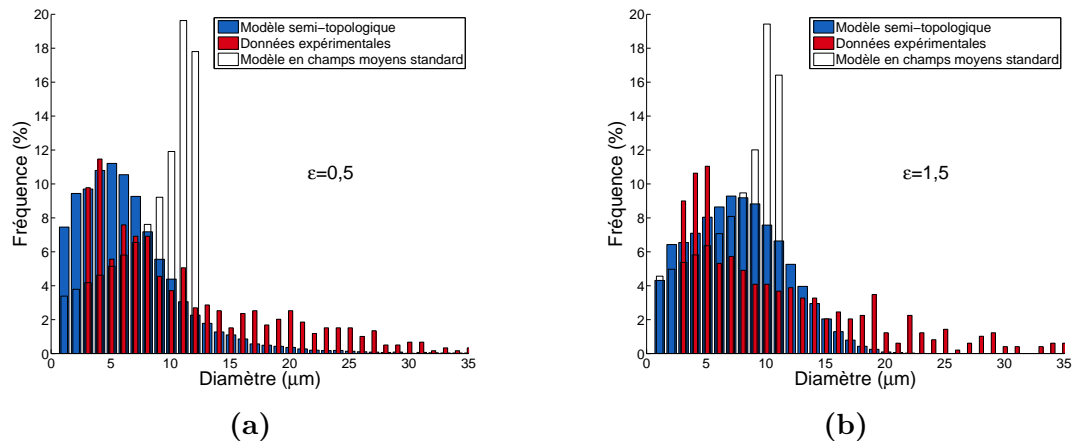 20
18
16
14
12
10
8
6
4
2
0
Fréquence (%)
Modèle semi−topologique
Données expérimentales
Modèle en champs moyens standard
ε=0,5
0 5 10 15 20 25 30 35
Diamètre (µm)
(a)
20
18
16
14
12
10
8
6
4
2
0
Fréquence (%)
Modèle semi−topologique
Données expérimentales
Modèle en champs moyens standard
ε=1,5
0 5 10 15 20 25 30 35
Diamètre (µm)
(b)